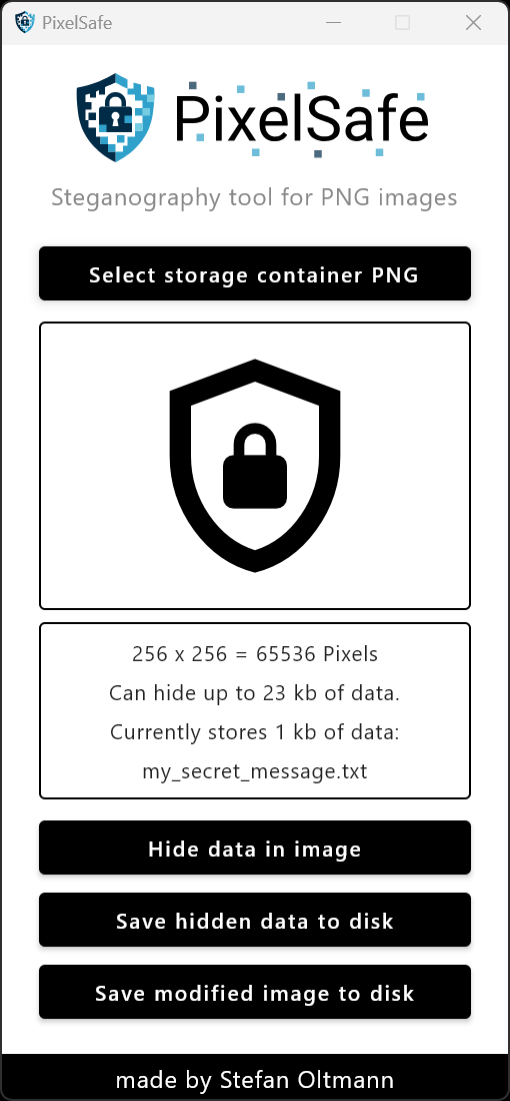 PixelSafe
PixelSafe
Steganography tool for PNG images
Select storage container PNG
256 x 256 = 65536 Pixels
Can hide up to 23 kb of data.
Currently stores 1 kb of data:
my_secret_message.txt
Hide data in image
Save hidden data to disk
Save modified image to disk
made by Stefan Oltmann